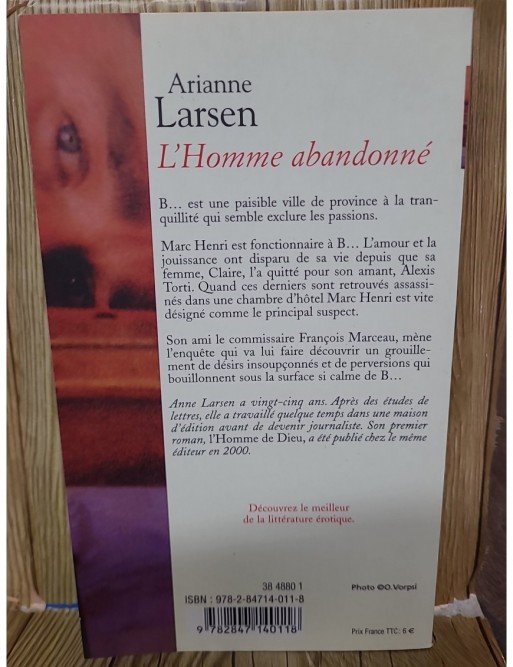 Arianne
Larsen
L'Homme abandonné
B... est une paisible ville de province à la tran-
quillité qui semble exclure les passions.
Marc Henri est fonctionnaire à B... L'amour et la
jouissance ont disparu de sa vie depuis que sa
femme, Claire, l'a quitté pour son amant, Alexis
Torti. Quand ces derniers sont retrouvés assassi-
nés dans une chambre d'hôtel Marc Henri est vite
désigné comme le principal suspect.
Son ami le commissaire François Marceau, mène
l'enquête qui va lui faire découvrir un grouille-
ment de désirs insoupçonnés et de perversions qui
bouillonnent sous la surface si calme de B...
Anne Larsen a vingt-cinq ans. Après des études de
lettres, elle a travaillé quelque temps dans une maison
d'édition avant de devenir journaliste. Son premier
roman, l'Homme de Dieu, a été publié chez le même
éditeur en 2000.
Découvrez le meilleur
de la littérature érotique.
38 4880 1
ISBN : 978-2-84714-011-8
9 782847 140118
Photo ©O.Vorpsi
Prix France TTC : 6 €